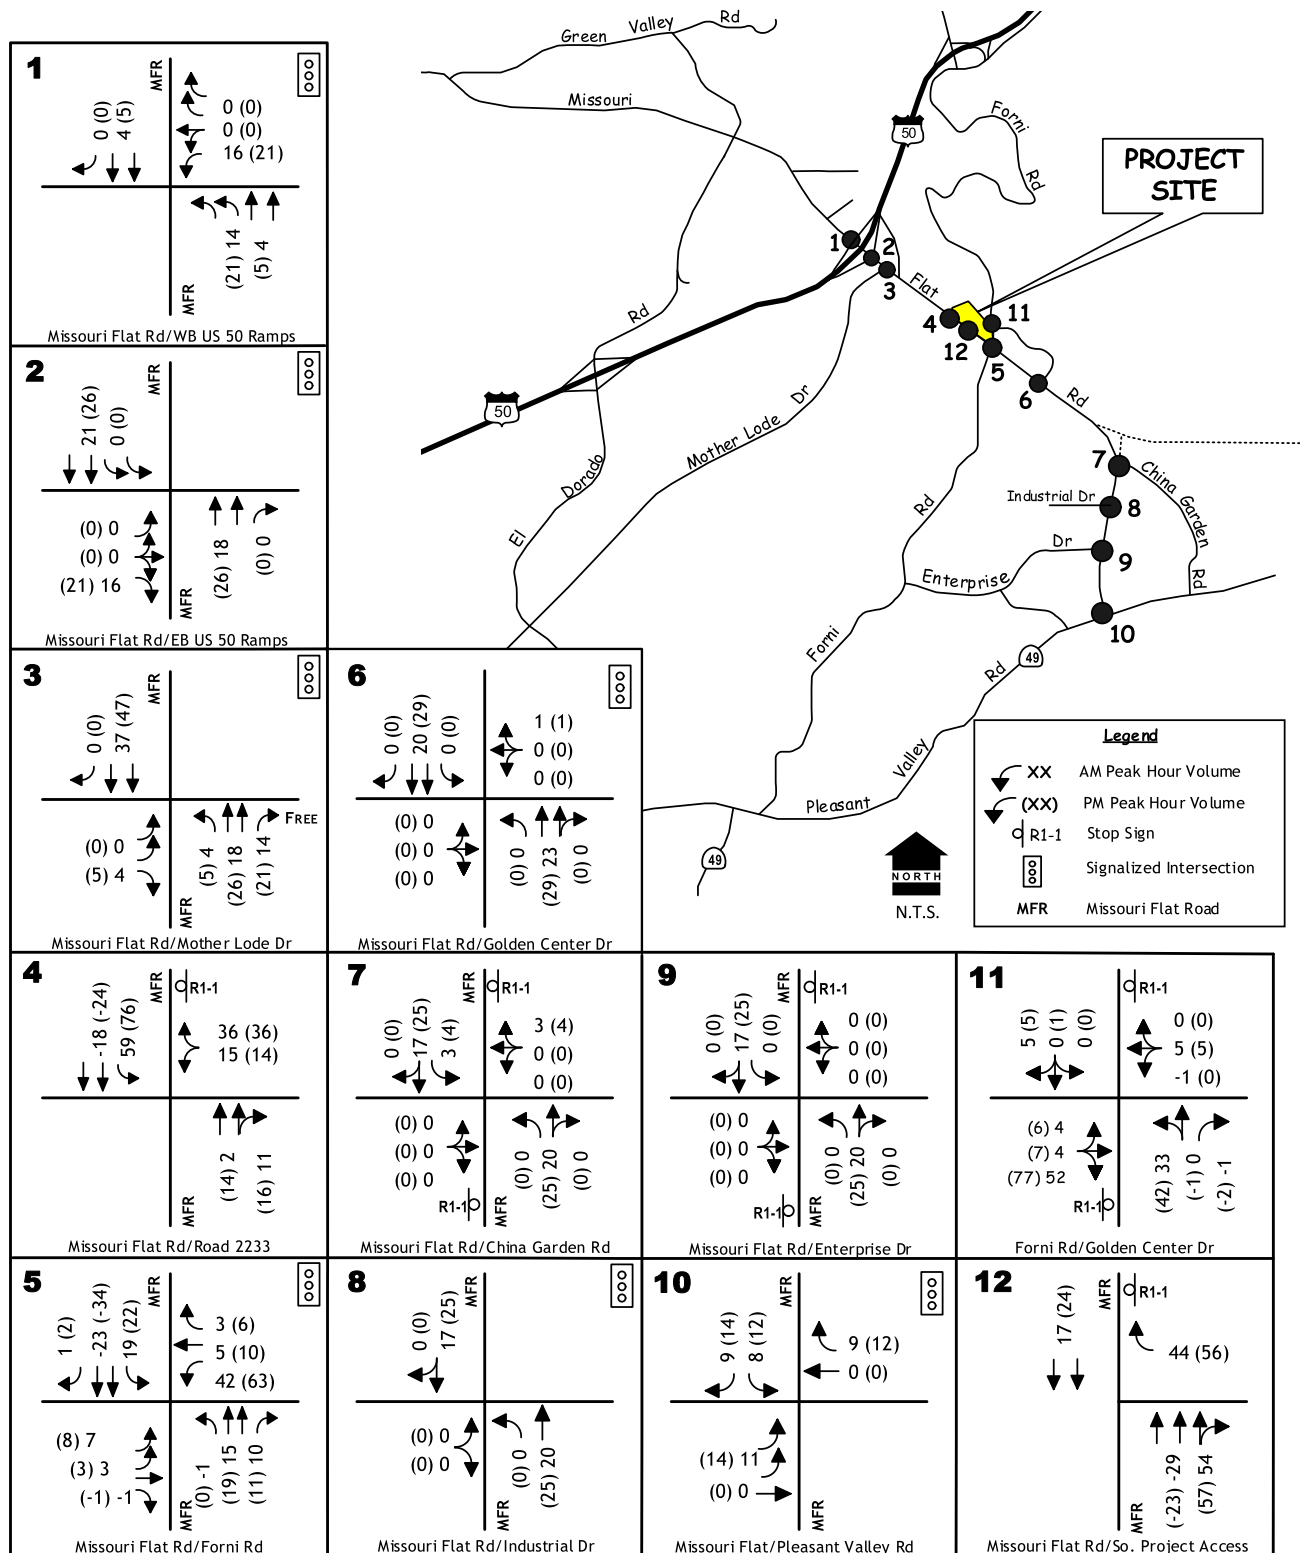 1
MFR
0 (0)
4 (5)
0 (0)
0 (0)
16 (21)
(21) 14
(5) 4
MFR
Missouri Flat Rd/WB US 50 Ramps
2
MFR
21 (26)
0 (0)
(0) 0
(0) 0
(21) 16
(26) 18
(0) 0
MFR
Missouri Flat Rd/EB US 50 Ramps
3
MFR
0 (0)
37 (47)
FREE
(0) 0
(5) 4
(5) 4
(26) 18
(21) 14
MFR
Missouri Flat Rd/Mother Lode Dr
6
0 (0)
20 (29)
0 (0)
1 (1)
0 (0)
0 (0)
(0) 0
(0) 0
(0) 0
(0) 0
(29) 23
(0) 0
Missouri Flat Rd/Golden Center Dr
Green Valley Rd
Missouri
50
Forni
Rd
PROJECT
SITE
1
2
3
Flat
4
12
11
5
6
Rd
Rd
50
Mother Lode Dr
El
Dorado
7
China Garden
Rd
Industrial Dr
8
Rd
Dr
9
Enterprise
10
Forni
49
Rd
Valley
Pleasant
49
NORTH
N.T.S.
Legend
XX AM Peak Hour Volume
(XX) PM Peak Hour Volume
R1-1 Stop Sign
Signalized Intersection
MFR Missouri Flat Road
4
MFR
R1-1
-18 (-24)
59 (76)
36 (36)
15 (14)
(14) 2
(16) 11
MFR
Missouri Flat Rd/Road 2233
7
MFR
R1-1
0 (0)
17 (25)
3 (4)
3 (4)
0 (0)
0 (0)
(0) 0
(0) 0
(0) 0
(0) 0
(25) 20
(0) 0
R1-1
MFR
Missouri Flat Rd/China Garden Rd
9
MFR
R1-1
0 (0)
17 (25)
0 (0)
0 (0)
0 (0)
0 (0)
(0) 0
(0) 0
(0) 0
(0) 0
(25) 20
(0) 0
R1-1
MFR
Missouri Flat Rd/Enterprise Dr
11
R1-1
5 (5)
0 (1)
0 (0)
0 (0)
5 (5)
-1 (0)
(6) 4
(7) 4
(77) 52
(42) 33
(-1) 0
(-2) -1
R1-1
Forni Rd/Golden Center Dr
5
MFR
1 (2)
-23 (-34)
19 (22)
3 (6)
5 (10)
42 (63)
(8) 7
(3) 3
(-1) -1
(0) -1
(19) 15
(11) 10
MFR
Missouri Flat Rd/Forni Rd
8
MFR
0 (0)
17 (25)
(0) 0
(0) 0
(0) 0
(25) 20
MFR
Missouri Flat Rd/Industrial Dr
10
MFR
9 (14)
8 (12)
9 (12)
0 (0)
(14) 11
(0) 0
MFR
Missouri Flat/Pleasant Valley Rd
12
MFR
R1-1
17 (24)
44 (56)
(-23) -29
(57) 54
MFR
Missouri Flat Rd/So. Project Access